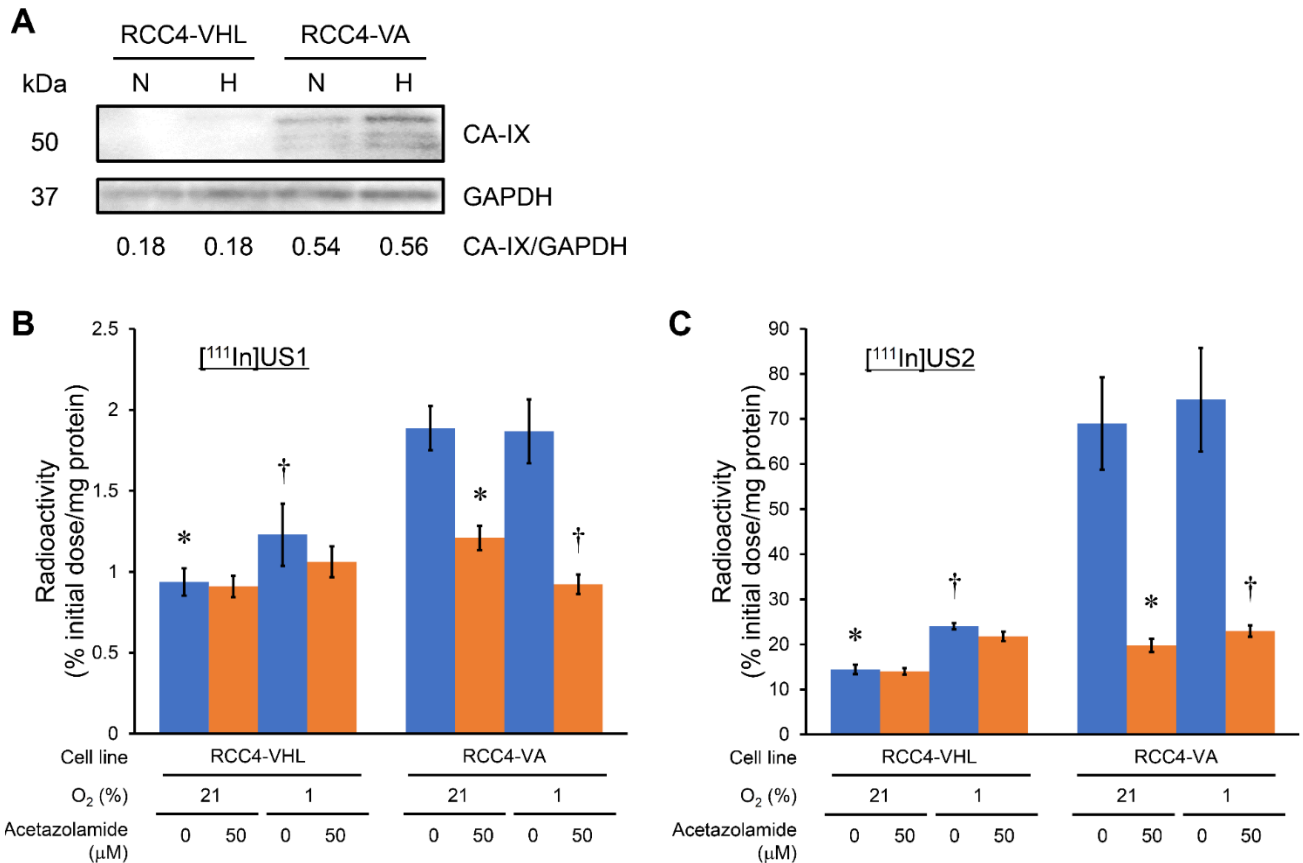 A
RCC4-VHL RCC4-VA
kDa N H N H
50 CA-IX
37 GAPDH
0.18 0.18 0.54 0.56 CA-IX/GAPDH
B
[¹¹¹In]US1
Radioactivity
(% initial dose/mg protein)
2.5
2
1.5
1
0.5
0
* † * †
Cell line RCC4-VHL RCC4-VA
O₂ (%) 21 1 21 1
Acetazolamide 0 50 0 50 0 50 0 50
(μM)
C
[¹¹¹In]US2
Radioactivity
(% initial dose/mg protein)
90
80
70
60
50
40
30
20
10
0
* † * †
Cell line RCC4-VHL RCC4-VA
O₂ (%) 21 1 21 1
Acetazolamide 0 50 0 50 0 50 0 50
(μM)